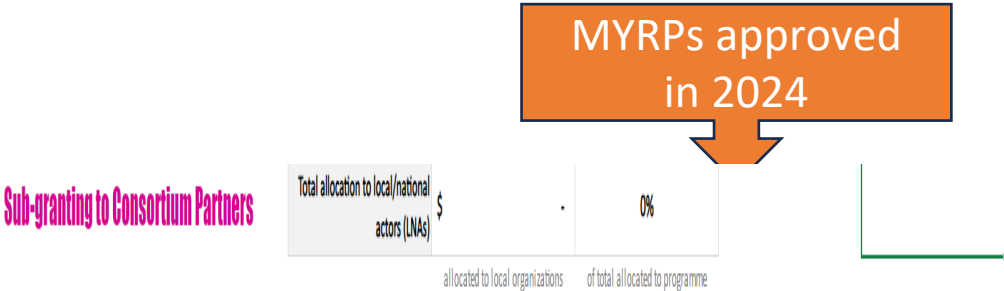 MYRPs approved
in 2024
Sub-granting to Consortium Partners
Total allocation to local/national
actors (LNAs)
$ -
0%
allocated to local organizations
of total allocated to programme